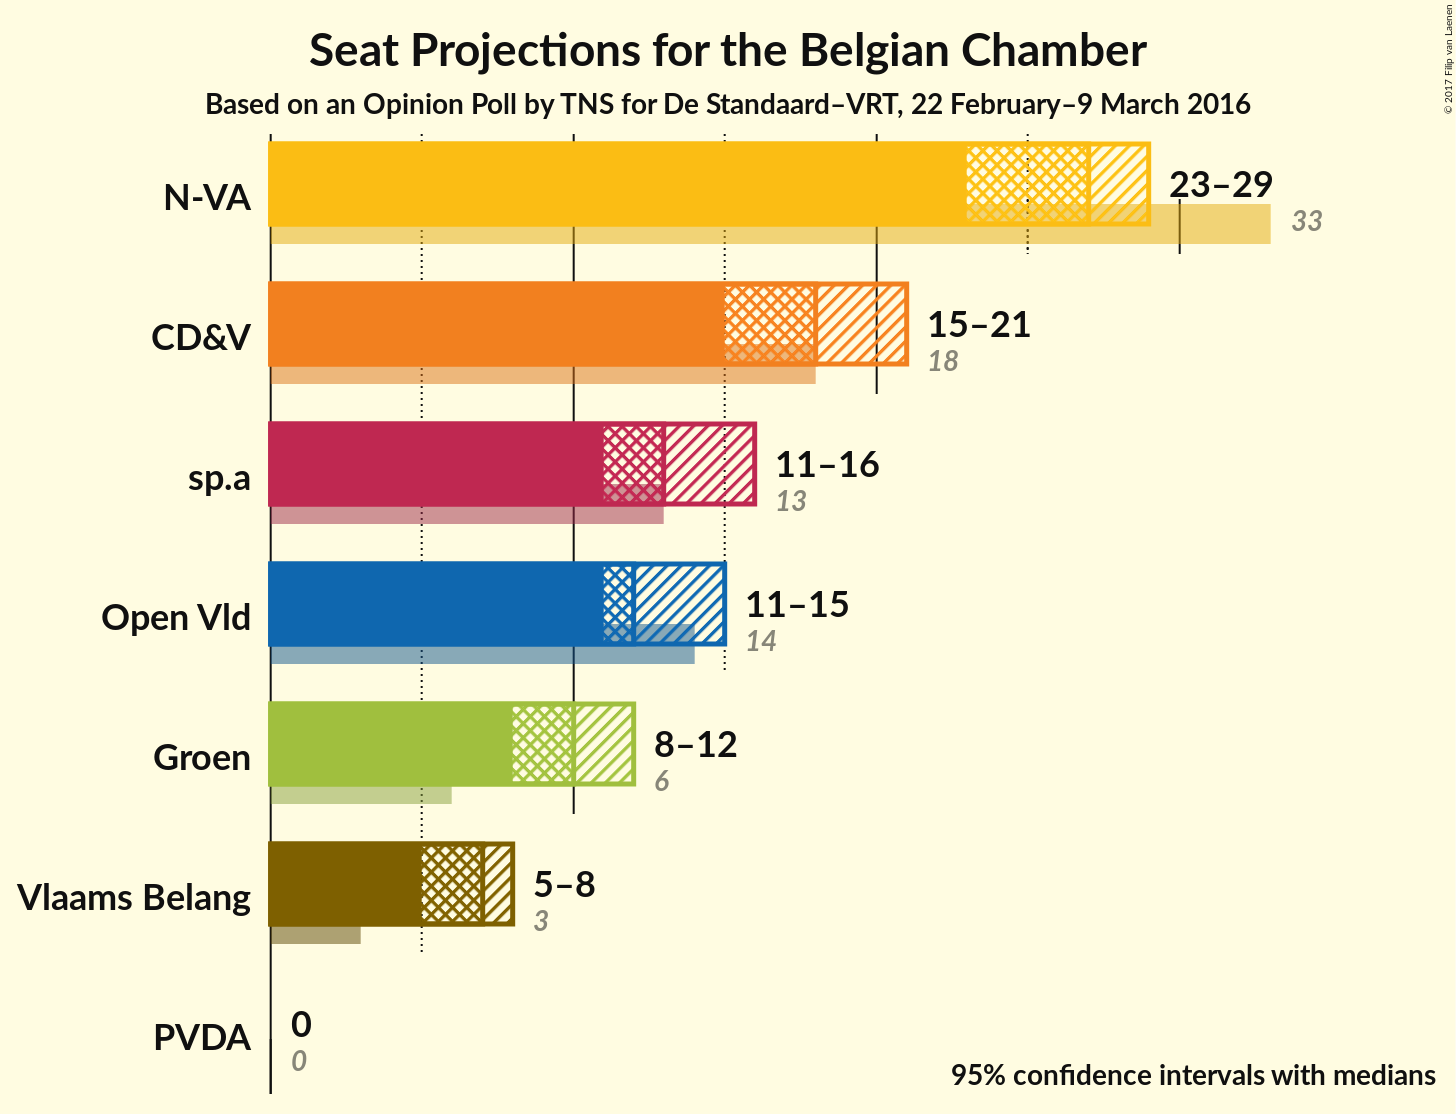 Seat Projections for the Belgian Chamber
Based on an Opinion Poll by TNS for De Standaard–VRT, 22 February–9 March 2016
© 2017 Filip van Laenen
N-VA
23–29
33
CD&V
15–21
18
sp.a
11–16
13
Open Vld
11–15
14
Groen
8–12
6
Vlaams Belang
5–8
3
PVDA
0
0
95% confidence intervals with medians